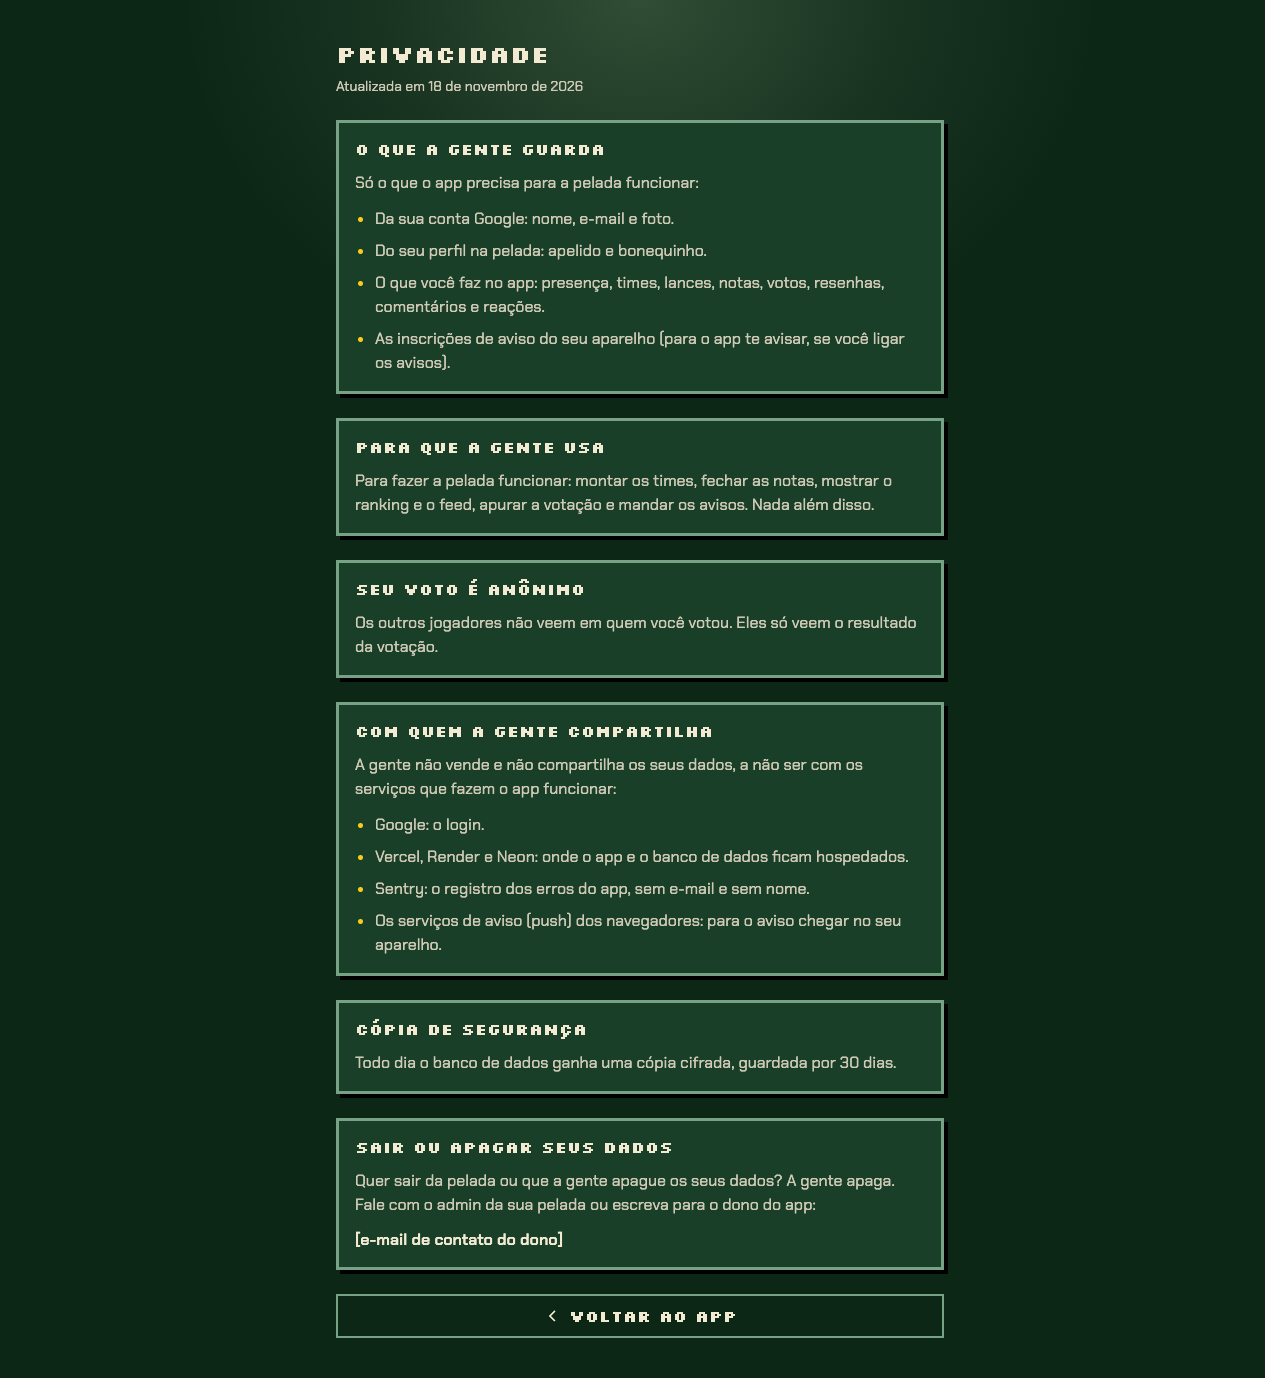 PRIVACIDADE
Atualizada em 18 de novembro de 2026
O QUE A GENTE GUARDA
Só o que o app precisa para a pelada funcionar:
• Da sua conta Google: nome, e-mail e foto.
• Do seu perfil na pelada: apelido e bonequinho.
• O que você faz no app: presença, times, lances, notas, votos, resenhas,
comentários e reações.
• As inscrições de aviso do seu aparelho (para o app te avisar, se você ligar
os avisos).
PARA QUE A GENTE USA
Para fazer a pelada funcionar: montar os times, fechar as notas, mostrar o
ranking e o feed, apurar a votação e mandar os avisos. Nada além disso.
SEU VOTO É ANÔNIMO
Os outros jogadores não veem em quem você votou. Eles só veem o resultado
da votação.
COM QUEM A GENTE COMPARTILHA
A gente não vende e não compartilha os seus dados, a não ser com os
serviços que fazem o app funcionar:
• Google: o login.
• Vercel, Render e Neon: onde o app e o banco de dados ficam hospedados.
• Sentry: o registro dos erros do app, sem e-mail e sem nome.
• Os serviços de aviso (push) dos navegadores: para o aviso chegar no seu
aparelho.
CÓPIA DE SEGURANÇA
Todo dia o banco de dados ganha uma cópia cifrada, guardada por 30 dias.
SAIR OU APAGAR SEUS DADOS
Quer sair da pelada ou que a gente apague os seus dados? A gente apaga.
Fale com o admin da sua pelada ou escreva para o dono do app:
[e-mail de contato do dono]
VOLTAR AO APP